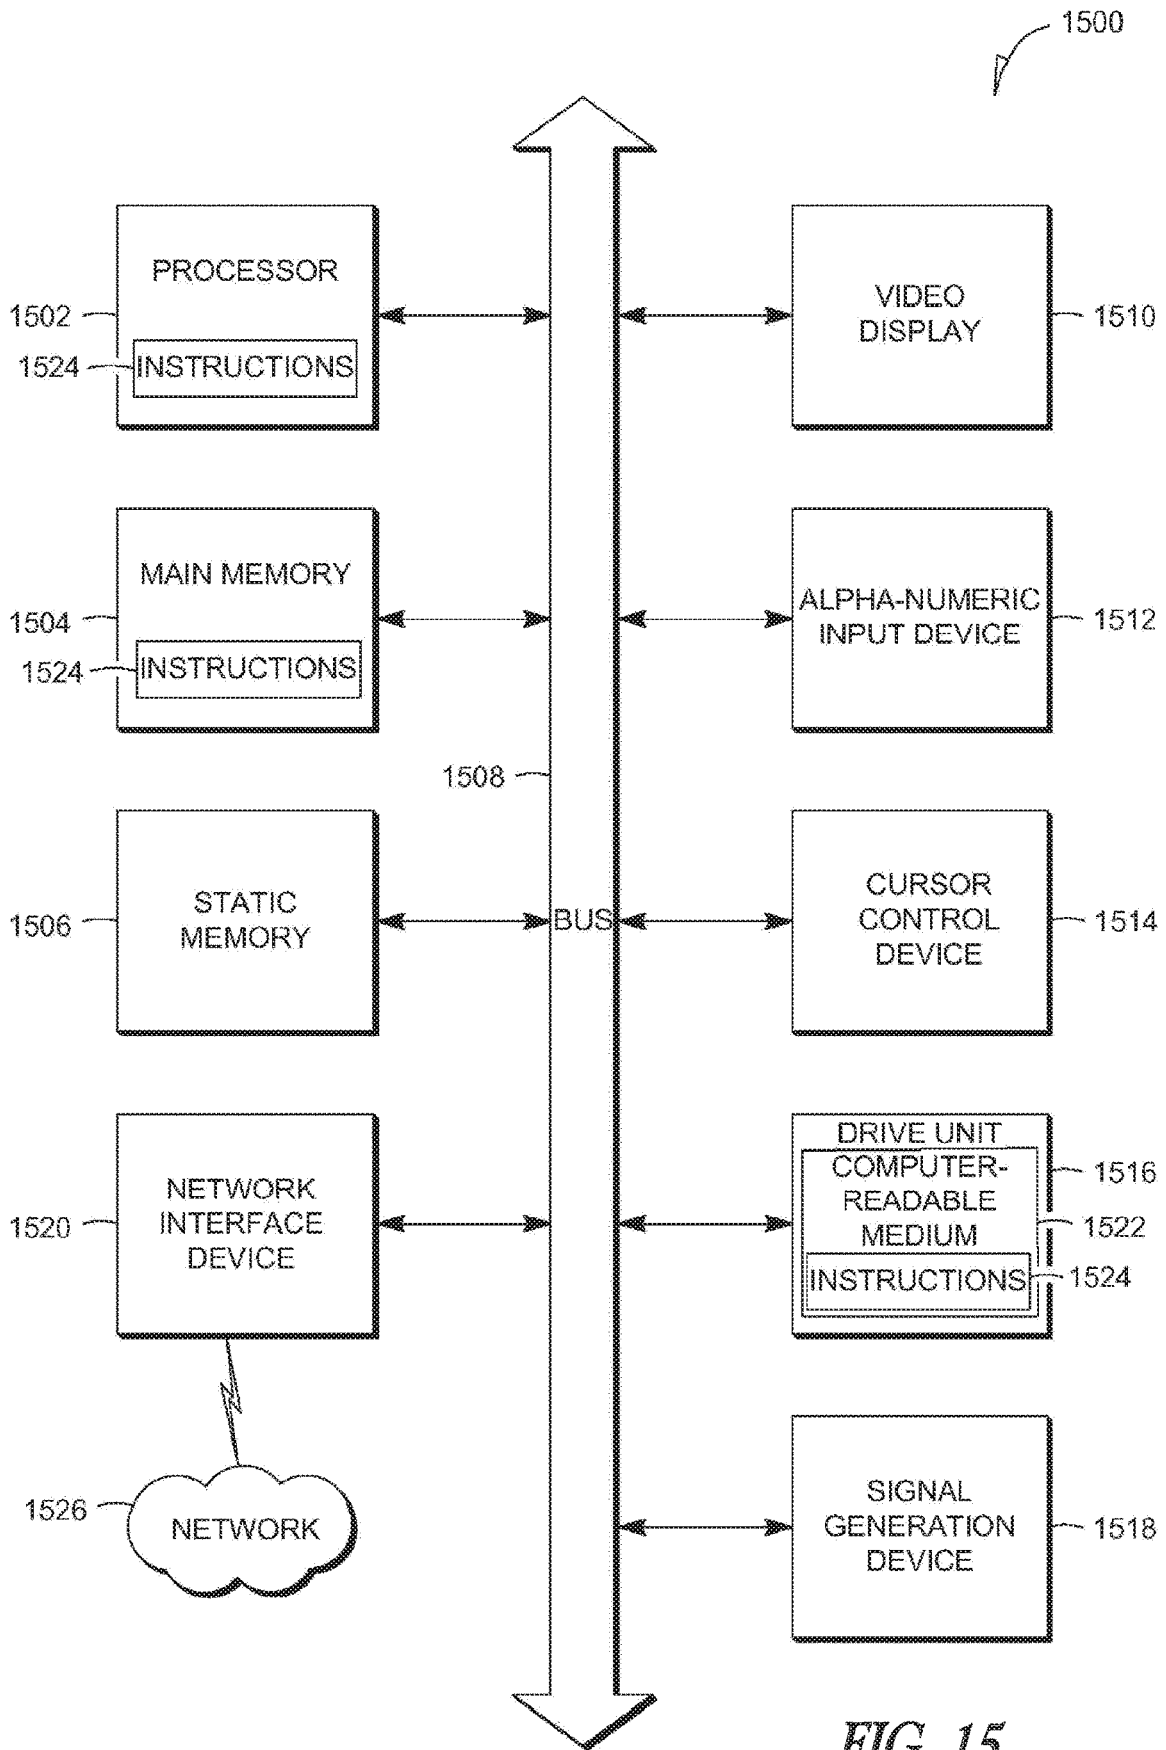 1500
PROCESSOR
1502
1524
INSTRUCTIONS
VIDEO
DISPLAY
1510
MAIN MEMORY
1504
1524
INSTRUCTIONS
ALPHA-NUMERIC
INPUT DEVICE
1512
1508
STATIC
MEMORY
1506
BUS
CURSOR
CONTROL
DEVICE
1514
NETWORK
INTERFACE
DEVICE
1520
DRIVE UNIT
COMPUTER-
READABLE
MEDIUM
INSTRUCTIONS
1516
1522
1524
1526
NETWORK
SIGNAL
GENERATION
DEVICE
1518
FIG. 15